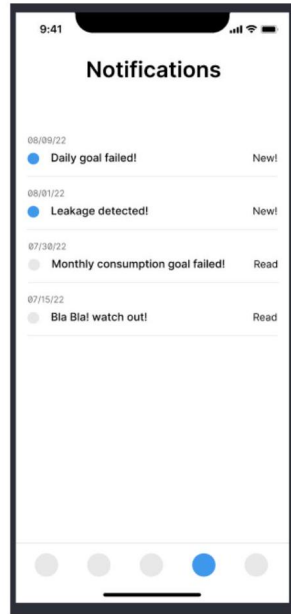 9:41
Notifications
08/09/22
Daily goal failed! New!
08/01/22
Leakage detected! New!
07/30/22
Monthly consumption goal failed! Read
07/15/22
Bla Bla! watch out! Read